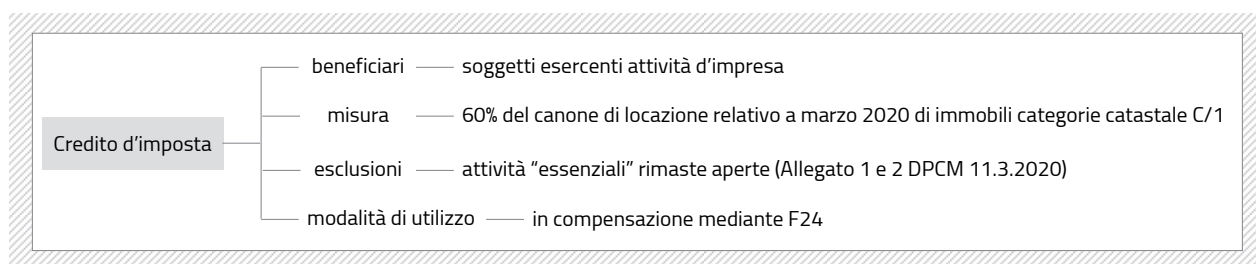 Credito d’imposta
beneficiari soggetti esercenti attività d’impresa
misura 60% del canone di locazione relativo a marzo 2020 di immobili categorie catastale C/1
esclusioni attività “essenziali” rimaste aperte (Allegato 1 e 2 DPCM 11.3.2020)
modalità di utilizzo in compensazione mediante F24